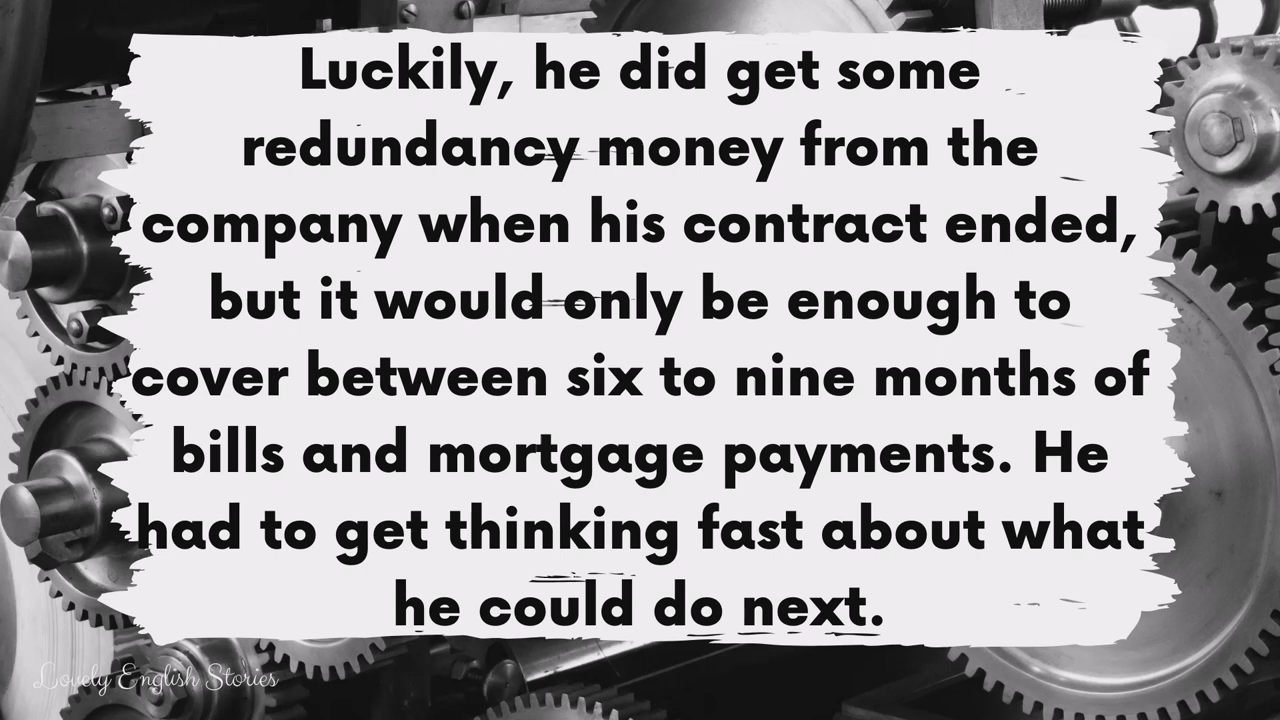 Luckily, he did get some
redundancy money from the
company when his contract ended,
but it would only be enough to
cover between six to nine months of
bills and mortgage payments. He
had to get thinking fast about what
he could do next.
Lovely English Stories